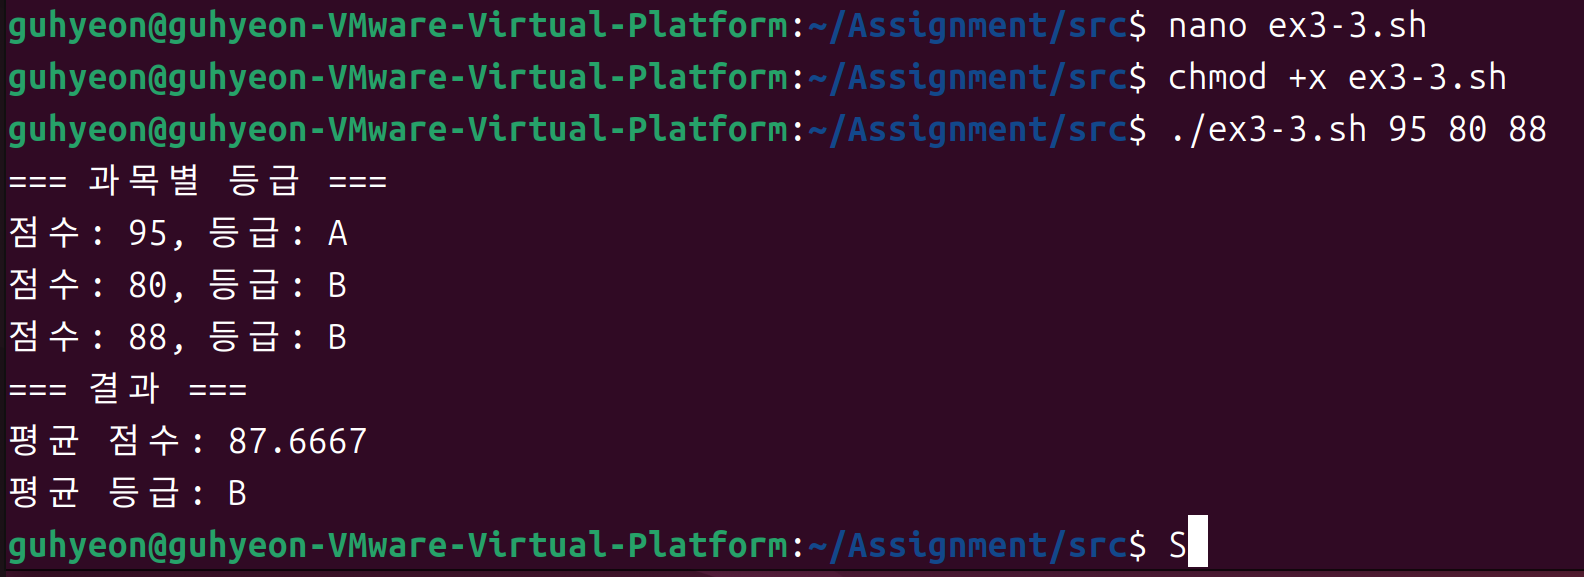 guhyeon@guhyeon-VMware-Virtual-Platform:~/Assignment/src$ nano ex3-3.sh
guhyeon@guhyeon-VMware-Virtual-Platform:~/Assignment/src$ chmod +x ex3-3.sh
guhyeon@guhyeon-VMware-Virtual-Platform:~/Assignment/src$ ./ex3-3.sh 95 80 88
=== 과목별 등급 ===
점수: 95, 등급: A
점수: 80, 등급: B
점수: 88, 등급: B
=== 결과 ===
평균 점수: 87.6667
평균 등급: B
guhyeon@guhyeon-VMware-Virtual-Platform:~/Assignment/src$ S